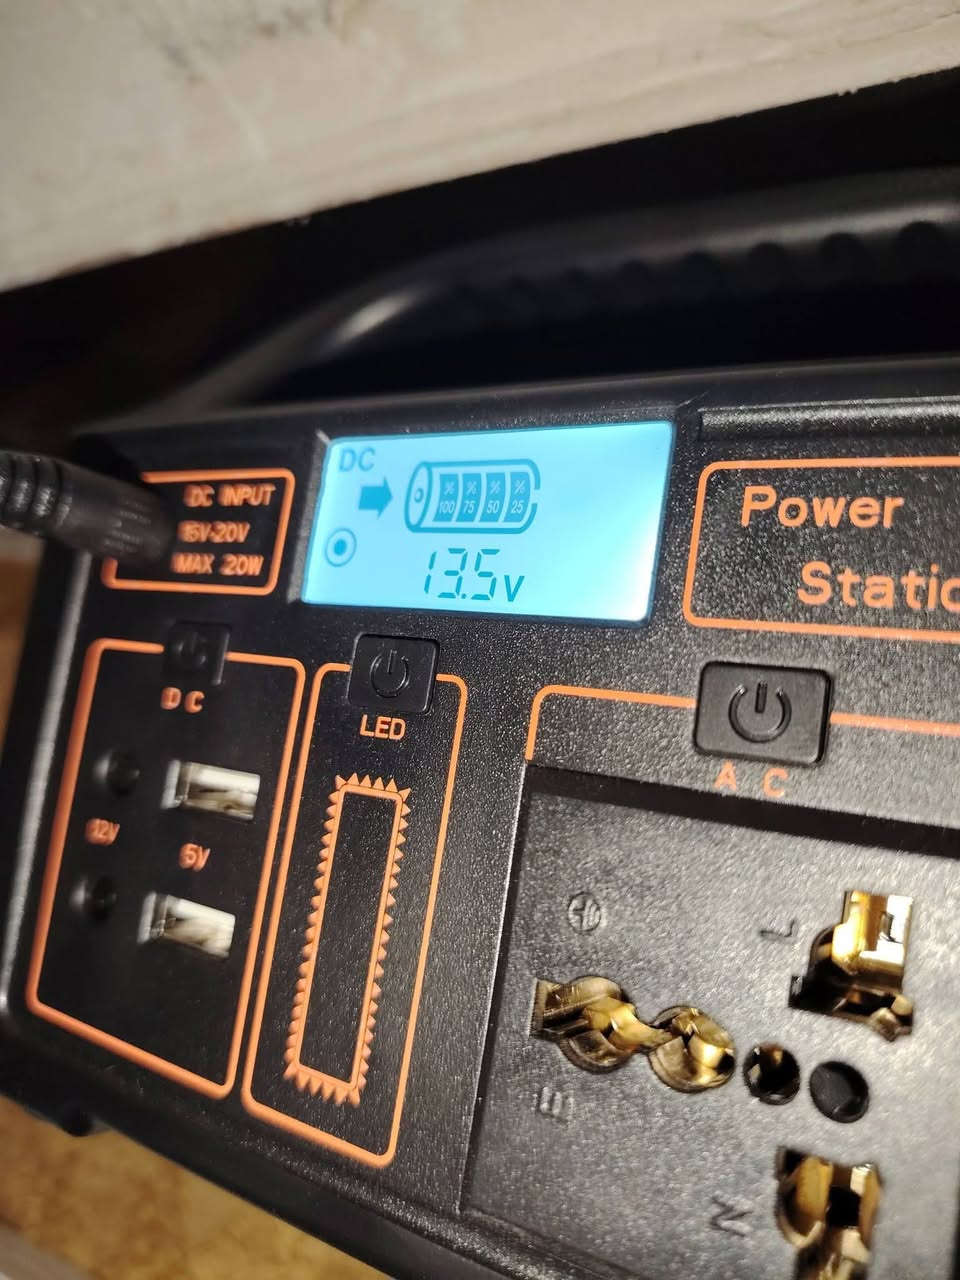 DC INPUT
15V-20V
MAX 20W
DC
% % % %
100 75 50 25
13.5v
Power
DC
LED
AC
12V
5V
L
E
N